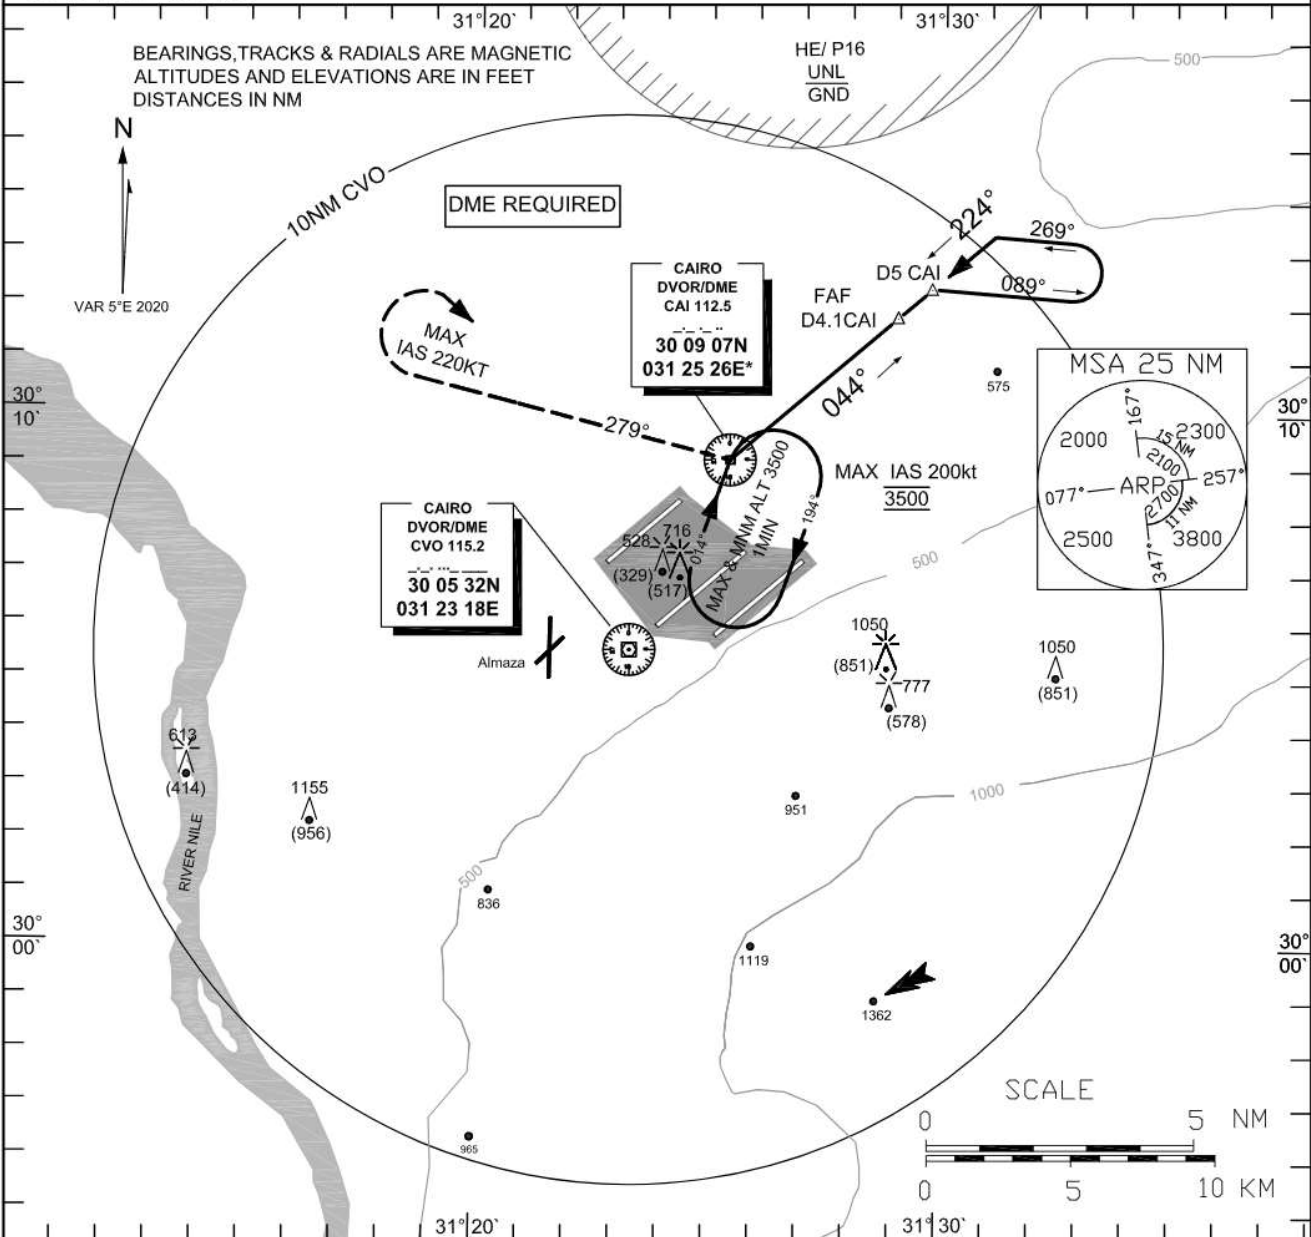 31°20`
31°30`
BEARINGS,TRACKS & RADIALS ARE MAGNETIC
ALTITUDES AND ELEVATIONS ARE IN FEET
DISTANCES IN NM
HE/ P16
UNL
GND
500
N
VAR 5°E 2020
10NM CVO
DME REQUIRED
224°
269°
089°
D5 CAI
FAF
D4.1CAI
044°
CAIRO
DVOR/DME
CAI 112.5
_._ ._ ..
30 09 07N
031 25 26E*
MAX
IAS 220KT
279°
575
MSA 25 NM
167°
2000
2300
15 NM
2100
257°
ARP
077°
2700
11 NM
2500
3800
347°
30°
10`
30°
10`
MAX IAS 200kt
3500
MAX & MNM ALT 3500
1MIN
014°
194°
CAIRO
DVOR/DME
CVO 115.2
_._. ..._ ___
30 05 32N
031 23 18E
528
(329)
716
(517)
500
Almaza
1050
(851)
777
(578)
1050
(851)
613
(414)
1155
(956)
RIVER NILE
951
1000
500
836
30°
00`
30°
00`
1119
1362
965
SCALE
0 5 NM
0 5 10 KM
31°20`
31°30`